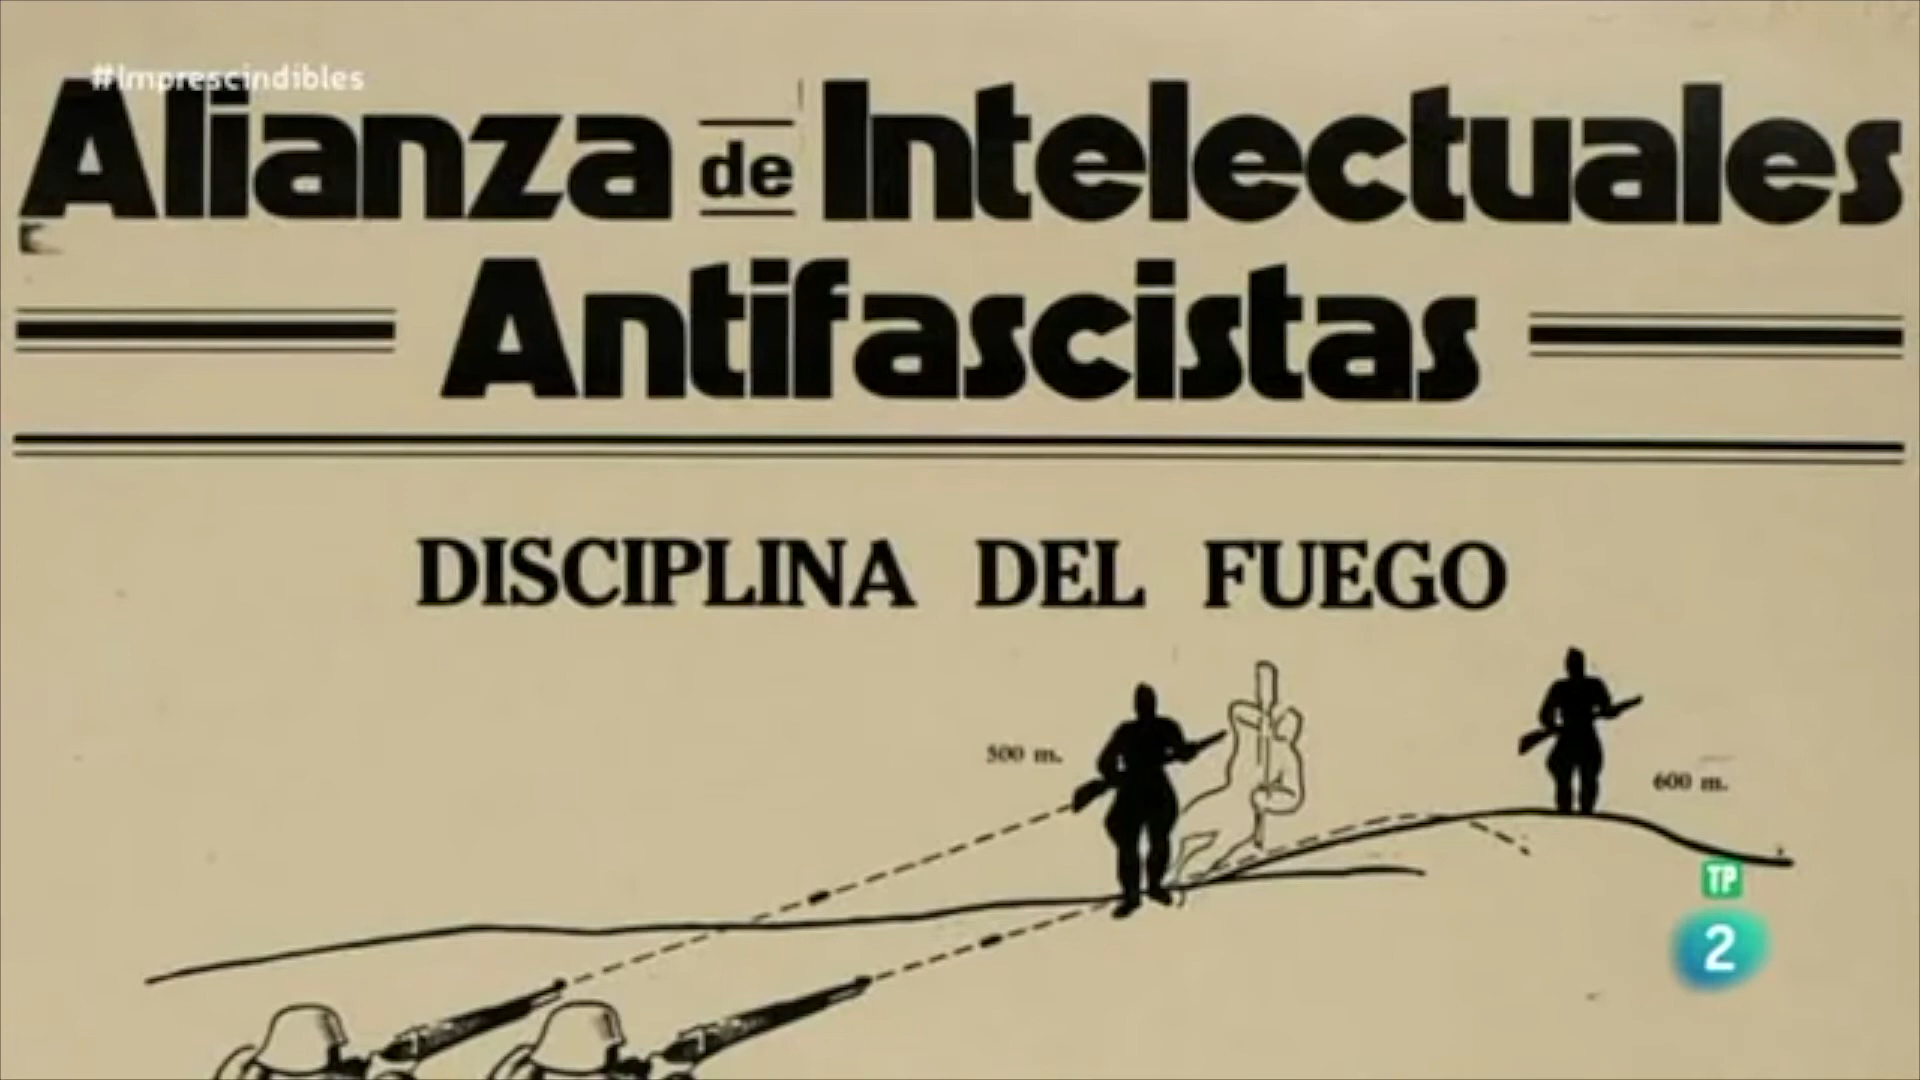 #Imprescindibles
Alianza de Intelectuales
Antifascistas
DISCIPLINA DEL FUEGO
500 m.
600 m.
TP
2